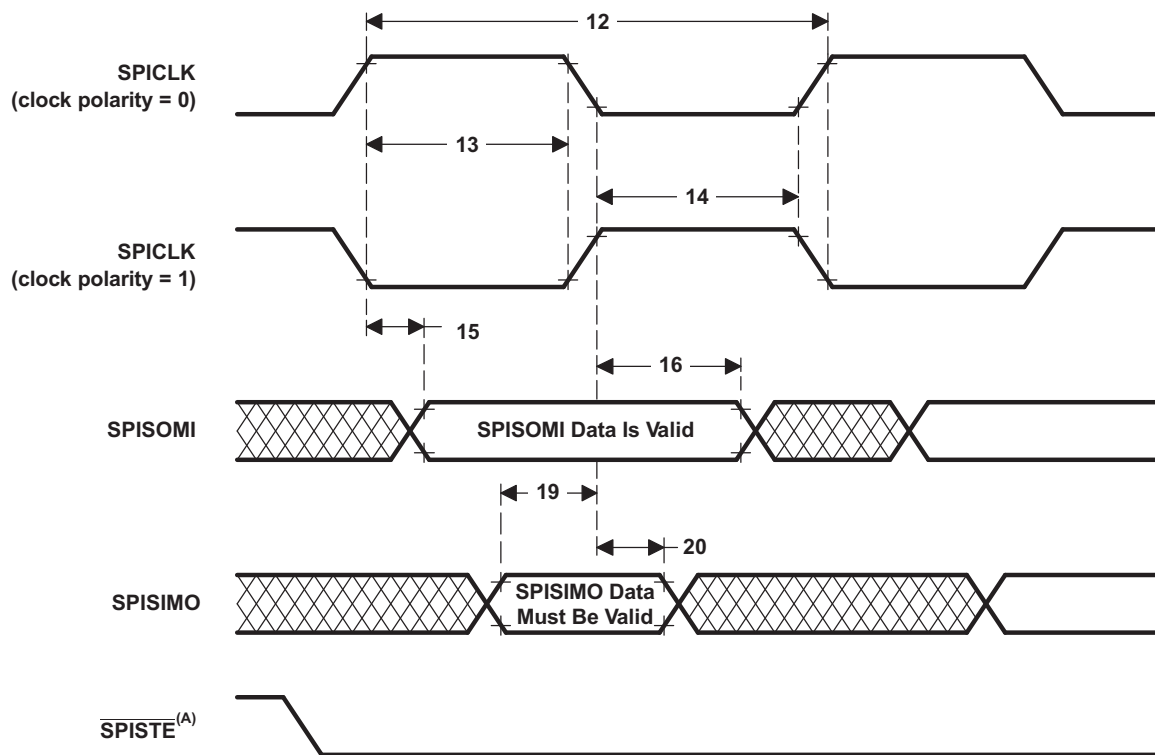 12
SPICLK
(clock polarity = 0)
13
14
SPICLK
(clock polarity = 1)
15
16
SPISOMI
SPISOMI Data Is Valid
19
20
SPISIMO
SPISIMO Data
Must Be Valid
SPISTE(A)